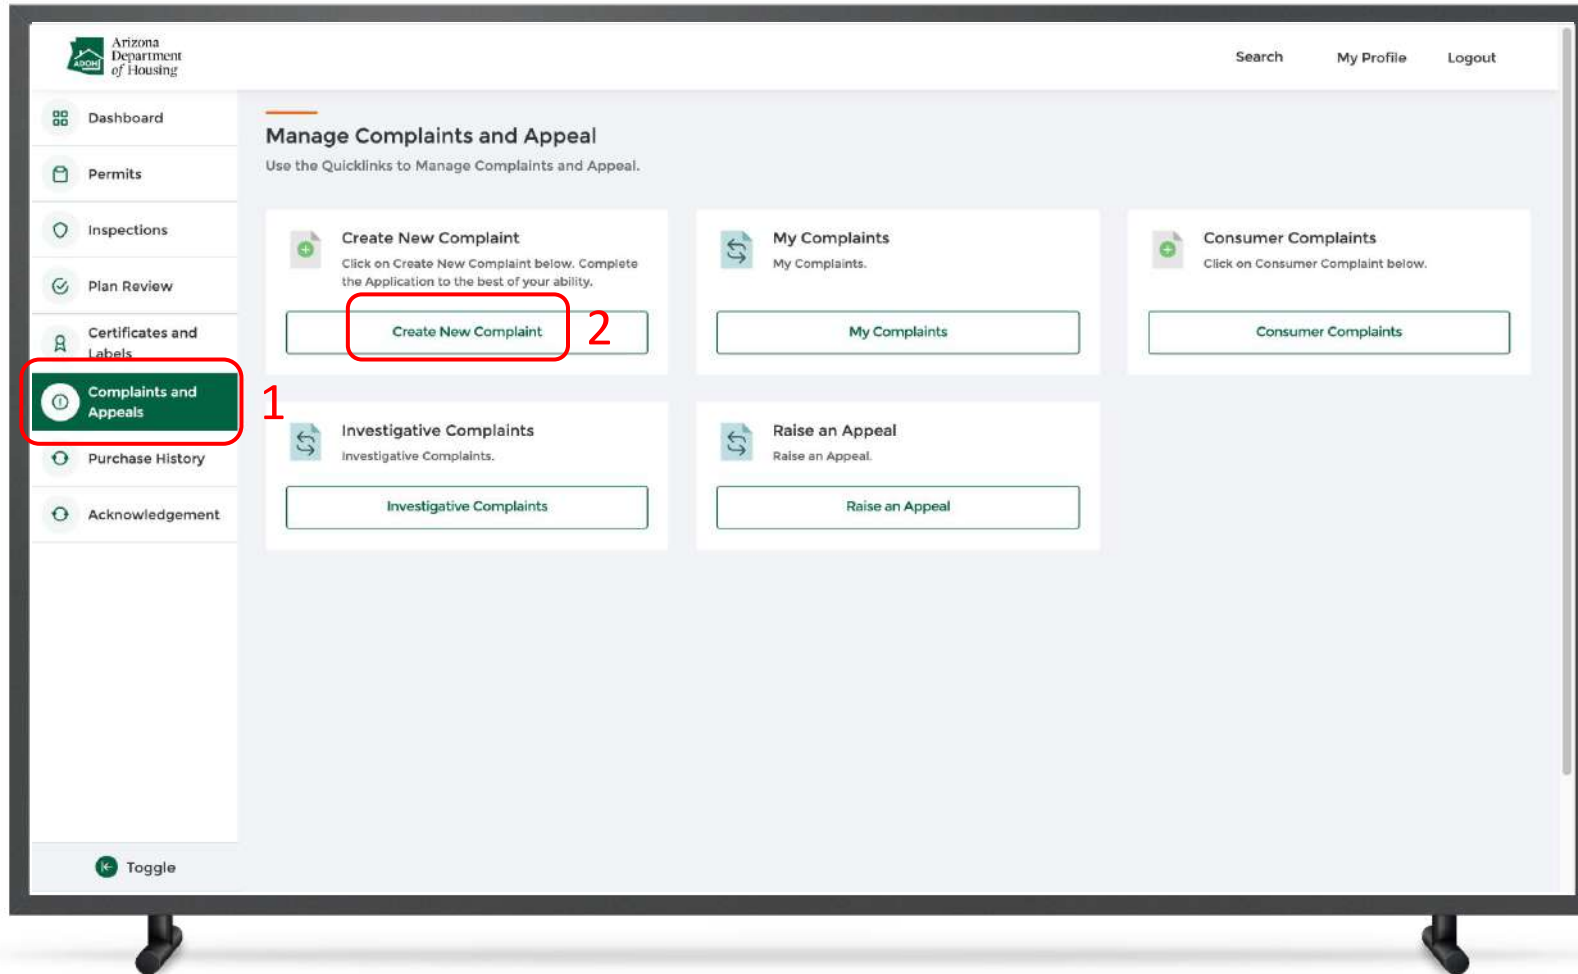 Arizona
Department
of Housing
ADOH
Search
My Profile
Logout
Dashboard
Permits
Inspections
Plan Review
Certificates and
Labels
Complaints and
Appeals
1
Purchase History
Acknowledgement
Toggle
Manage Complaints and Appeal
Use the Quicklinks to Manage Complaints and Appeal.
Create New Complaint
Click on Create New Complaint below. Complete
the Application to the best of your ability.
Create New Complaint
2
My Complaints
My Complaints.
My Complaints
Consumer Complaints
Click on Consumer Complaint below.
Consumer Complaints
Investigative Complaints
Investigative Complaints.
Investigative Complaints
Raise an Appeal
Raise an Appeal.
Raise an Appeal